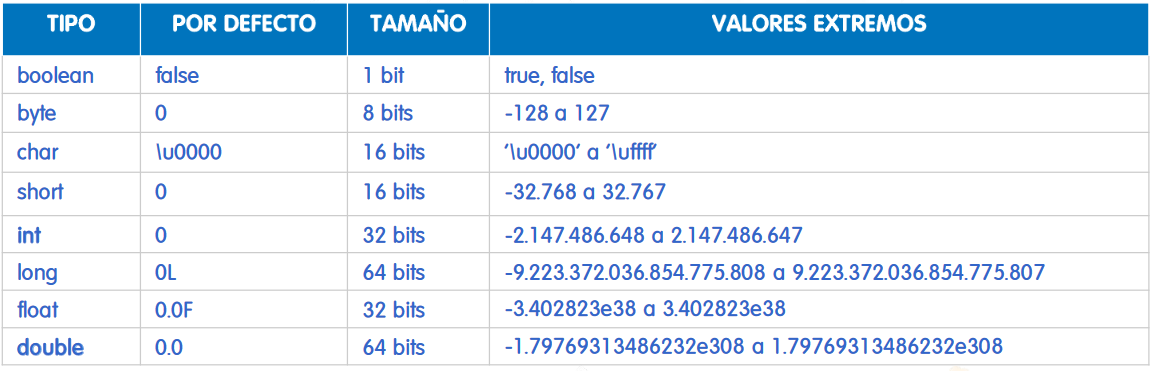 TIPO POR DEFECTO TAMAÑO VALORES EXTREMOS
boolean false 1 bit true, false
byte 0 8 bits -128 a 127
char \u0000 16 bits ‘\u0000‘ a ‘\uffff‘
short 0 16 bits -32.768 a 32.767
int 0 32 bits -2.147.486.648 a 2.147.486.647
long 0L 64 bits -9.223.372.036.854.775.808 a 9.223.372.036.854.775.807
float 0.0F 32 bits -3.402823e38 a 3.402823e38
double 0.0 64 bits -1.79769313486232e308 a 1.79769313486232e308